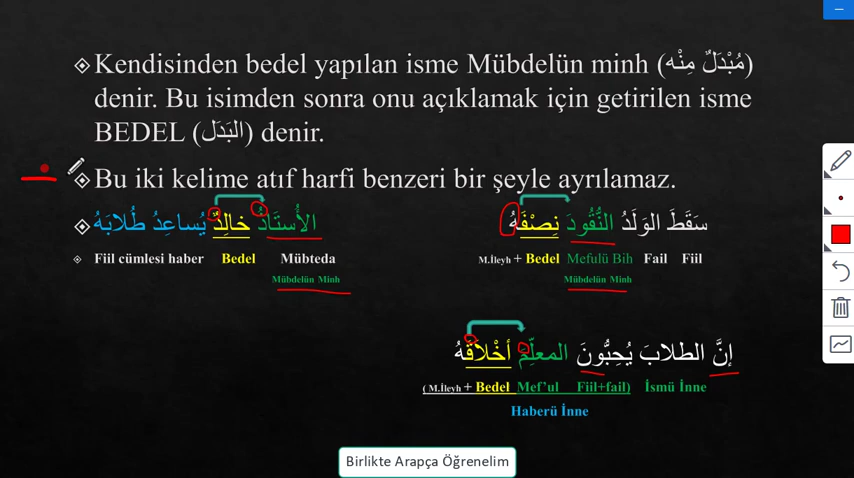 Kendisinden bedel yapılan isme Mübdelün minh (مُبْدَلٌ مِنْه)
denir. Bu isimden sonra onu açıklamak için getirilen isme
BEDEL (البَدَل) denir.
Bu iki kelime atıf harfi benzeri bir şeyle ayrılamaz.
الأُستَاذُ خالِدٌ يُساعِدُ طُلابَهُ
Fiil cümlesi haber Bedel Mübteda
Mübdelün Minh
سَقَطَ الوَلَدُ النُّقُودَ نِصْفَهُ
M.İleyh + Bedel Mefulü Bih Fail Fiil
Mübdelün Minh
إنَّ الطلابَ يُحِبُّونَ المعلِّمَ أخْلاقَهُ
( M.İleyh + Bedel Mef'ul Fiil+fail) İsmü İnne
Haberü İnne
Birlikte Arapça Öğrenelim